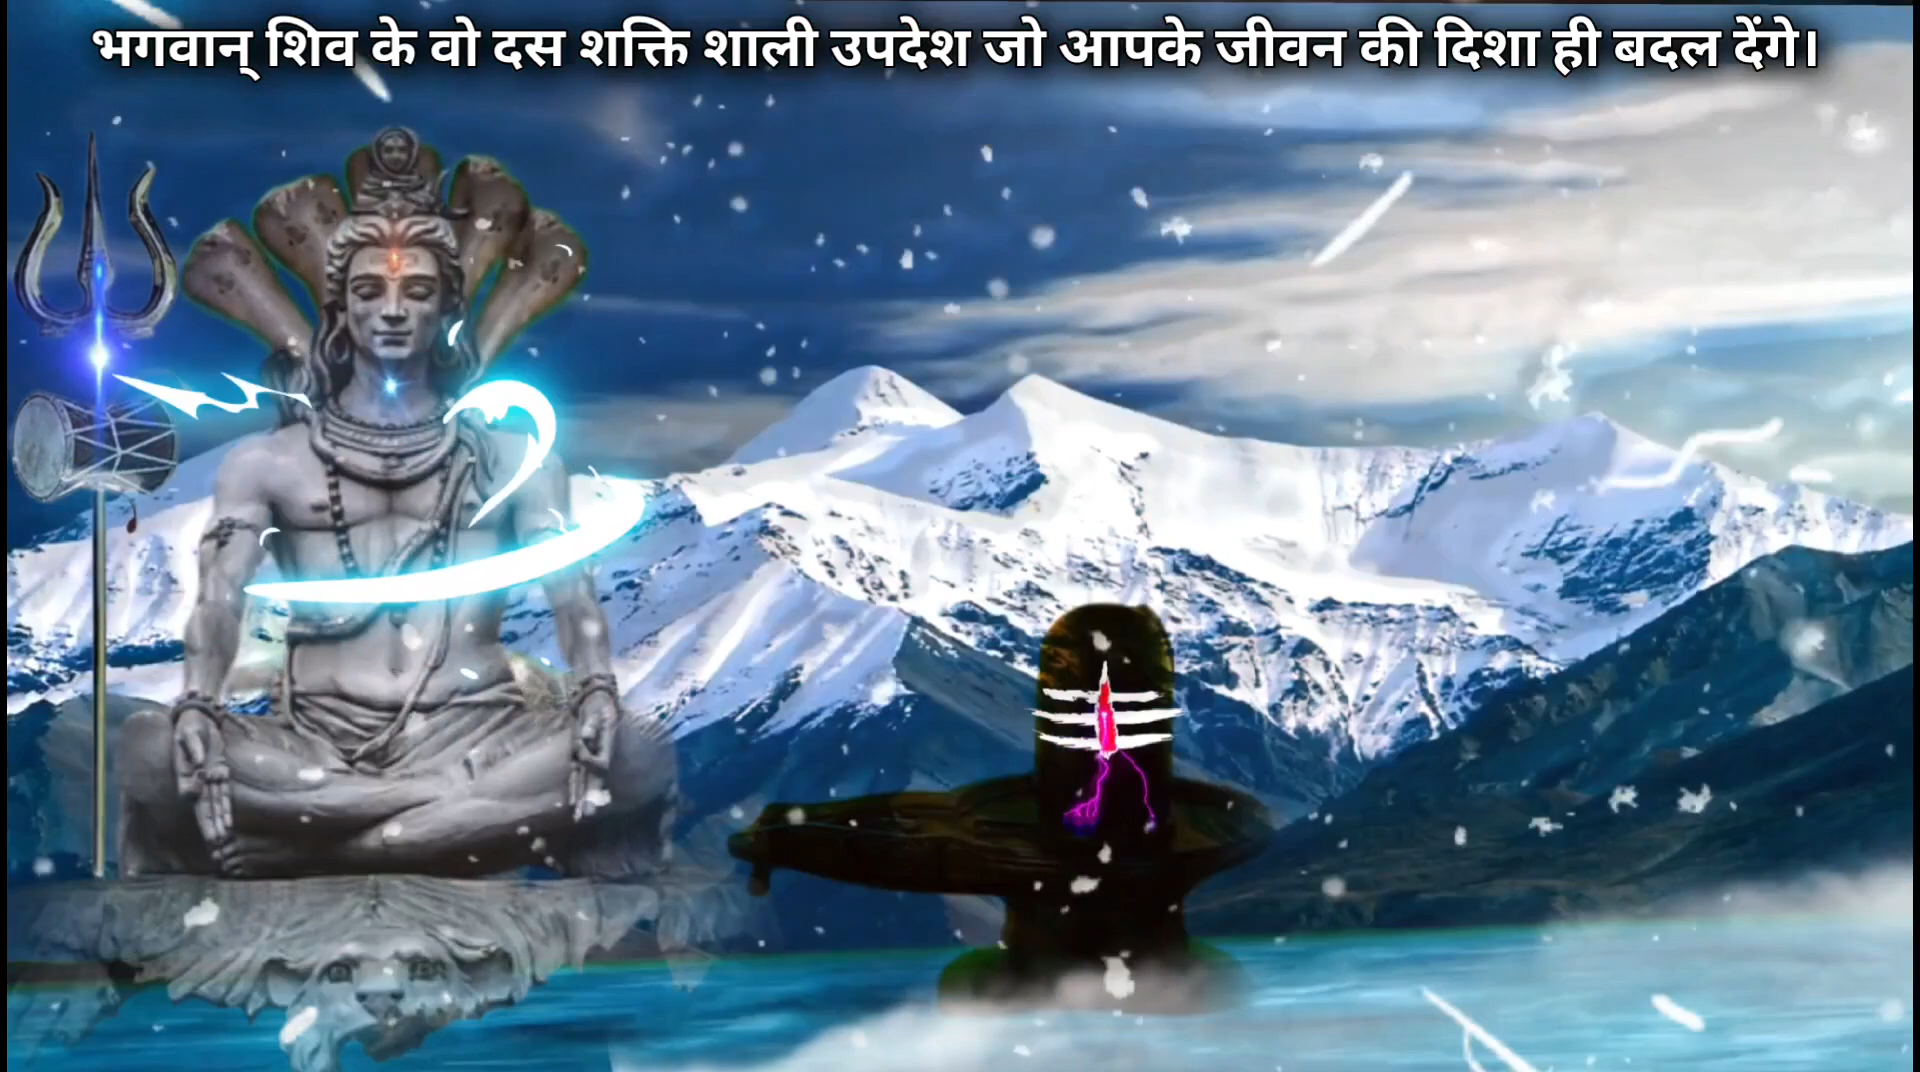 भगवान् शिव के वो दस शक्ति शाली उपदेश जो आपके जीवन की दिशा ही बदल देंगे।